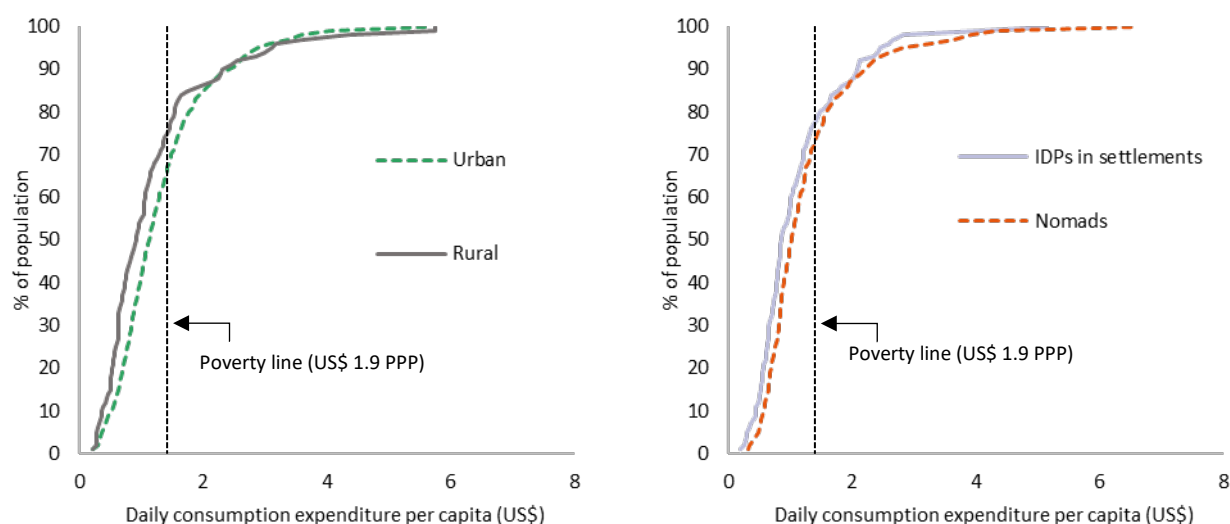 100
90
80
70
60
50
40
30
20
10
0
% of population
Urban
Rural
Poverty line (US$ 1.9 PPP)
0 2 4 6 8
Daily consumption expenditure per capita (US$)
100
90
80
70
60
50
40
30
20
10
0
% of population
IDPs in settlements
Nomads
Poverty line (US$ 1.9 PPP)
0 2 4 6 8
Daily consumption expenditure per capita (US$)